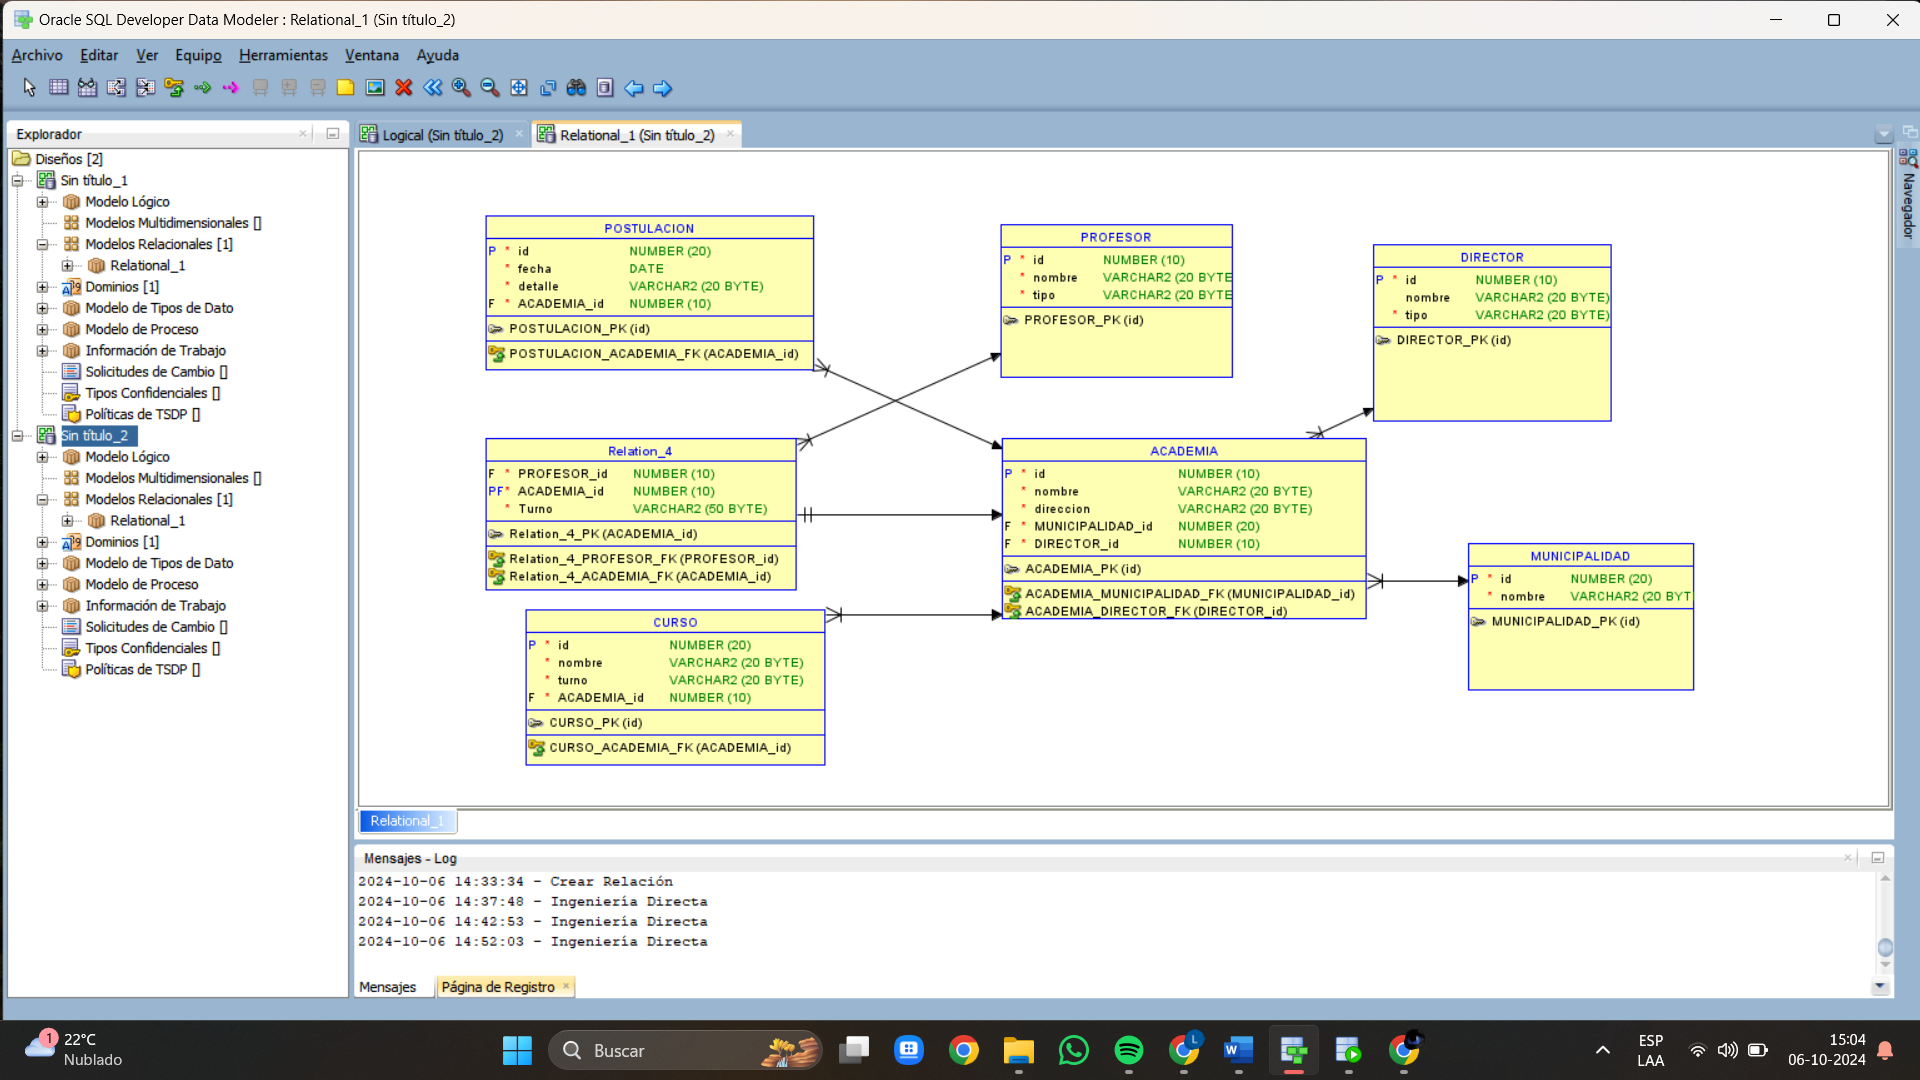 Oracle SQL Developer Data Modeler : Relational_1 (Sin título_2)
Archivo Editar Ver Equipo Herramientas Ventana Ayuda
Explorador
Diseños [2]
Sin título_1
Modelo Lógico
Modelos Multidimensionales []
Modelos Relacionales [1]
Relational_1
Dominios [1]
Modelo de Tipos de Dato
Modelo de Proceso
Información de Trabajo
Solicitudes de Cambio []
Tipos Confidenciales []
Políticas de TSDP []
Sin título_2
Modelo Lógico
Modelos Multidimensionales []
Modelos Relacionales [1]
Relational_1
Dominios [1]
Modelo de Tipos de Dato
Modelo de Proceso
Información de Trabajo
Solicitudes de Cambio []
Tipos Confidenciales []
Políticas de TSDP []
Logical (Sin título_2)
Relational_1 (Sin título_2)
Navegador
POSTULACION
P * id NUMBER (20)
* fecha DATE
* detalle VARCHAR2 (20 BYTE)
F * ACADEMIA_id NUMBER (10)
POSTULACION_PK (id)
POSTULACION_ACADEMIA_FK (ACADEMIA_id)
PROFESOR
P * id NUMBER (10)
* nombre VARCHAR2 (20 BYTE
* tipo VARCHAR2 (20 BYTE
PROFESOR_PK (id)
DIRECTOR
P * id NUMBER (10)
nombre VARCHAR2 (20 BYTE)
* tipo VARCHAR2 (20 BYTE)
DIRECTOR_PK (id)
Relation_4
F * PROFESOR_id NUMBER (10)
PF* ACADEMIA_id NUMBER (10)
* Turno VARCHAR2 (50 BYTE)
Relation_4_PK (ACADEMIA_id)
Relation_4_PROFESOR_FK (PROFESOR_id)
Relation_4_ACADEMIA_FK (ACADEMIA_id)
ACADEMIA
P * id NUMBER (10)
* nombre VARCHAR2 (20 BYTE)
* direccion VARCHAR2 (20 BYTE)
F * MUNICIPALIDAD_id NUMBER (20)
F * DIRECTOR_id NUMBER (10)
ACADEMIA_PK (id)
ACADEMIA_MUNICIPALIDAD_FK (MUNICIPALIDAD_id)
ACADEMIA_DIRECTOR_FK (DIRECTOR_id)
MUNICIPALIDAD
P * id NUMBER (20)
* nombre VARCHAR2 (20 BYT
MUNICIPALIDAD_PK (id)
CURSO
P * id NUMBER (20)
* nombre VARCHAR2 (20 BYTE)
* turno VARCHAR2 (20 BYTE)
F * ACADEMIA_id NUMBER (10)
CURSO_PK (id)
CURSO_ACADEMIA_FK (ACADEMIA_id)
Relational_1
Mensajes - Log
2024-10-06 14:33:34 - Crear Relación
2024-10-06 14:37:48 - Ingeniería Directa
2024-10-06 14:42:53 - Ingeniería Directa
2024-10-06 14:52:03 - Ingeniería Directa
Mensajes
Página de Registro
1
22°C
Nublado
Buscar
L
W
ESP
LAA
15:04
06-10-2024